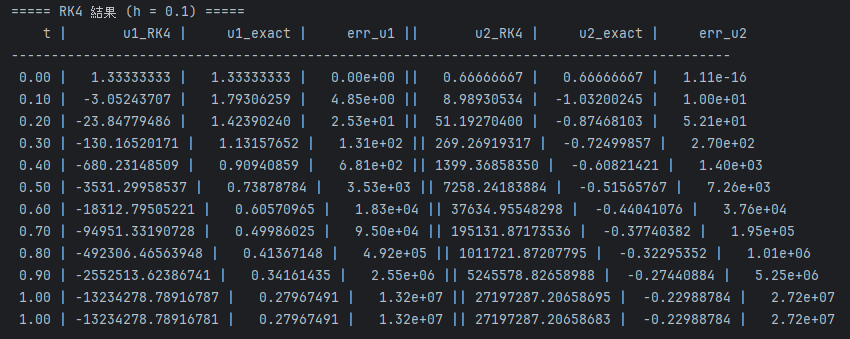 ===== RK4 結果 (h = 0.1) =====
t | u1_RK4 | u1_exact | err_u1 || u2_RK4 | u2_exact | err_u2
------------------------------------------------------------------------------------------
0.00 | 1.33333333 | 1.33333333 | 0.00e+00 || 0.66666667 | 0.66666667 | 1.11e-16
0.10 | -3.05243707 | 1.79306259 | 4.85e+00 || 8.98930534 | -1.03200245 | 1.00e+01
0.20 | -23.84779486 | 1.42390240 | 2.53e+01 || 51.19270400 | -0.87468103 | 5.21e+01
0.30 | -130.16520171 | 1.13157652 | 1.31e+02 || 269.26919317 | -0.72499857 | 2.70e+02
0.40 | -680.23148509 | 0.90940859 | 6.81e+02 || 1399.36858350 | -0.60821421 | 1.40e+03
0.50 | -3531.29958537 | 0.73878784 | 3.53e+03 || 7258.24183884 | -0.51565767 | 7.26e+03
0.60 | -18312.79505221 | 0.60570965 | 1.83e+04 || 37634.95548298 | -0.44041076 | 3.76e+04
0.70 | -94951.33190728 | 0.49986025 | 9.50e+04 || 195131.87173536 | -0.37740382 | 1.95e+05
0.80 | -492306.46563948 | 0.41367148 | 4.92e+05 || 1011721.87207795 | -0.32295352 | 1.01e+06
0.90 | -2552513.62386741 | 0.34161435 | 2.55e+06 || 5245578.82658988 | -0.27440884 | 5.25e+06
1.00 | -13234278.78916787 | 0.27967491 | 1.32e+07 || 27197287.20658695 | -0.22988784 | 2.72e+07
1.00 | -13234278.78916781 | 0.27967491 | 1.32e+07 || 27197287.20658683 | -0.22988784 | 2.72e+07